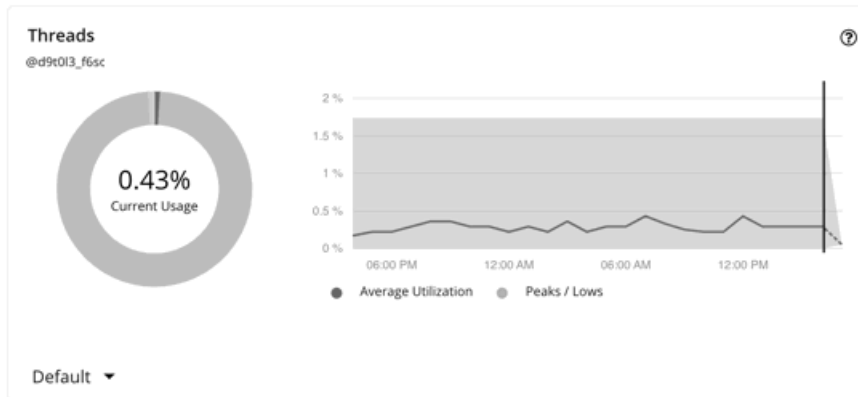 Threads
@d9t0l3_f6sc
0.43%
Current Usage
2 %
1.5 %
1 %
0.5 %
0 %
06:00 PM 12:00 AM 06:00 AM 12:00 PM
Average Utilization Peaks / Lows
Default